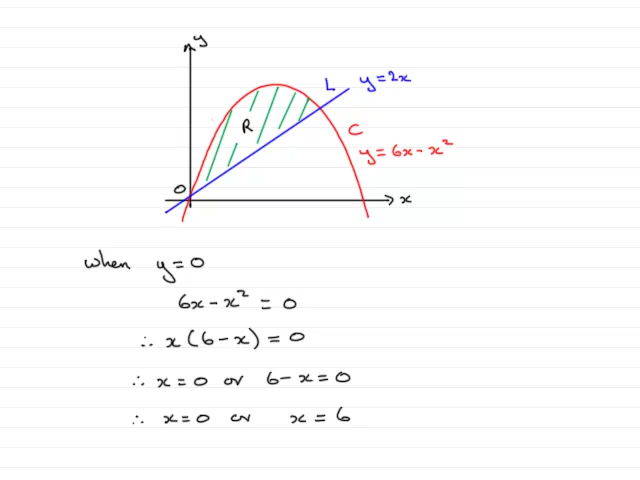 y
L y=2x
R
C
y = 6x - x²
O
x
when y=0
6x - x² = 0
∴ x(6-x) = 0
∴ x=0 or 6-x=0
∴ x=0 or x = 6